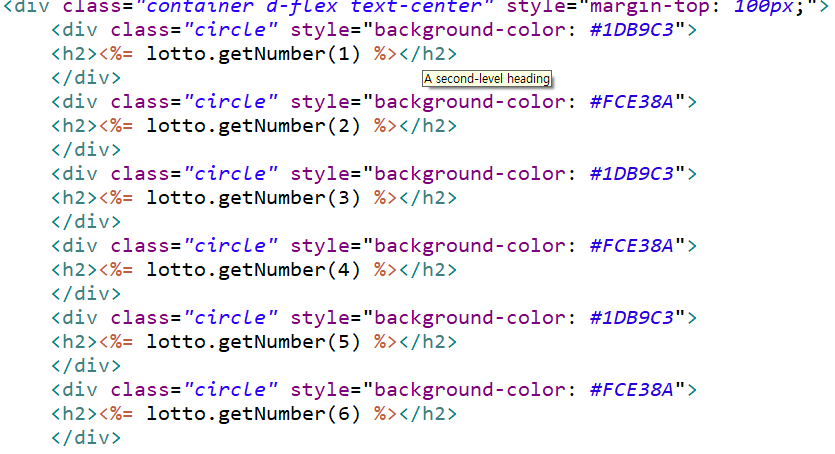 <div class="container d-flex text-center" style="margin-top: 100px;">
<div class="circle" style="background-color: #1DB9C3">
<h2><%= lotto.getNumber(1) %></h2>
A second-level heading
</div>
<div class="circle" style="background-color: #FCE38A">
<h2><%= lotto.getNumber(2) %></h2>
</div>
<div class="circle" style="background-color: #1DB9C3">
<h2><%= lotto.getNumber(3) %></h2>
</div>
<div class="circle" style="background-color: #FCE38A">
<h2><%= lotto.getNumber(4) %></h2>
</div>
<div class="circle" style="background-color: #1DB9C3">
<h2><%= lotto.getNumber(5) %></h2>
</div>
<div class="circle" style="background-color: #FCE38A">
<h2><%= lotto.getNumber(6) %></h2>
</div>